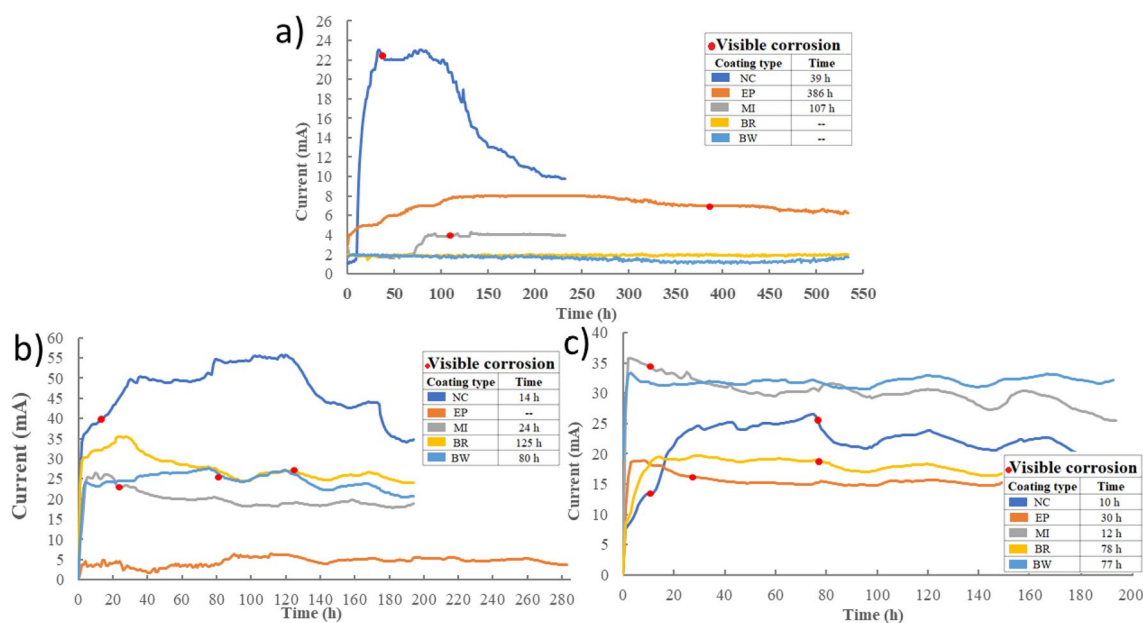 a)
Current (mA)
26
24
22
20
18
16
14
12
10
8
6
4
2
0
0 50 100 150 200 250 300 350 400 450 500 550
Time (h)
Visible corrosion
Coating type Time
NC 39 h
EP 386 h
MI 107 h
BR --
BW --
b)
Current (mA)
60
55
50
45
40
35
30
25
20
15
10
5
0
0 20 40 60 80 100 120 140 160 180 200 220 240 260 280
Time (h)
Visible corrosion
Coating type Time
NC 14 h
EP --
MI 24 h
BR 125 h
BW 80 h
c)
Current (mA)
40
35
30
25
20
15
10
5
0
0 20 40 60 80 100 120 140 160 180 200
Time (h)
Visible corrosion
Coating type Time
NC 10 h
EP 30 h
MI 12 h
BR 78 h
BW 77 h